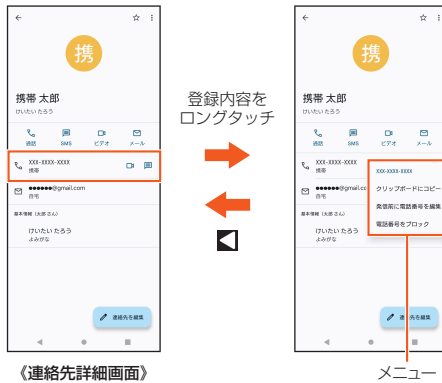 携
携帯 太郎
けいたい たろう
通話 SMS ビデオ メール
XXX-XXXX-XXXX
携帯
●●●●●●@gmail.com
自宅
基本情報（太郎 さん）
けいたい たろう
よみがな
連絡先を編集
《連絡先詳細画面》
登録内容を
ロングタッチ
携
携帯 太郎
けいたい たろう
通話 SMS ビデオ メール
XXX-XXXX-XXXX
携帯
●●●●●●@gmail.cc
自宅
基本情報（太郎 さん）
けいたい たろう
よみがな
XXX-XXXX-XXXX
クリップボードにコピー
発信前に電話番号を編集
電話番号をブロック
連絡先を編集
メニュー